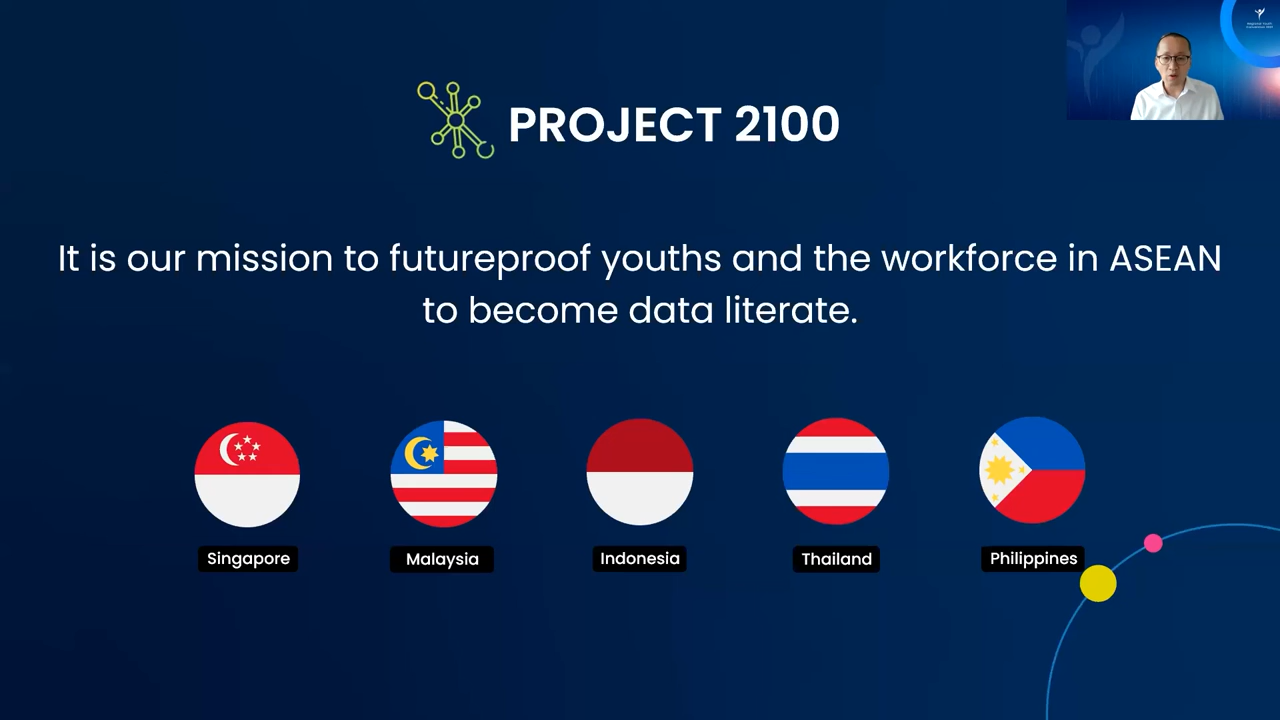 PROJECT 2100
It is our mission to futureproof youths and the workforce in ASEAN
to become data literate.
Singapore
Malaysia
Indonesia
Thailand
Philippines